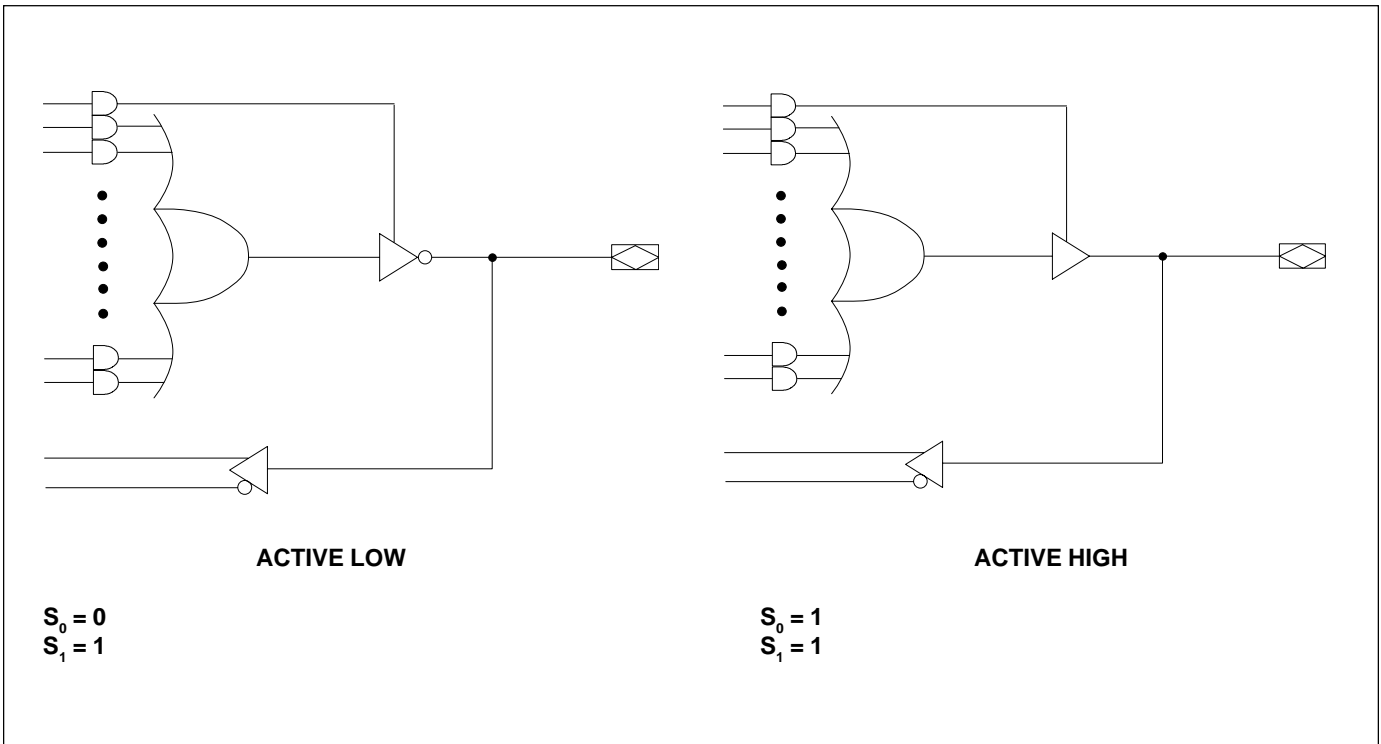 ACTIVE LOW
ACTIVE HIGH
S₀ = 0
S₁ = 1
S₀ = 1
S₁ = 1